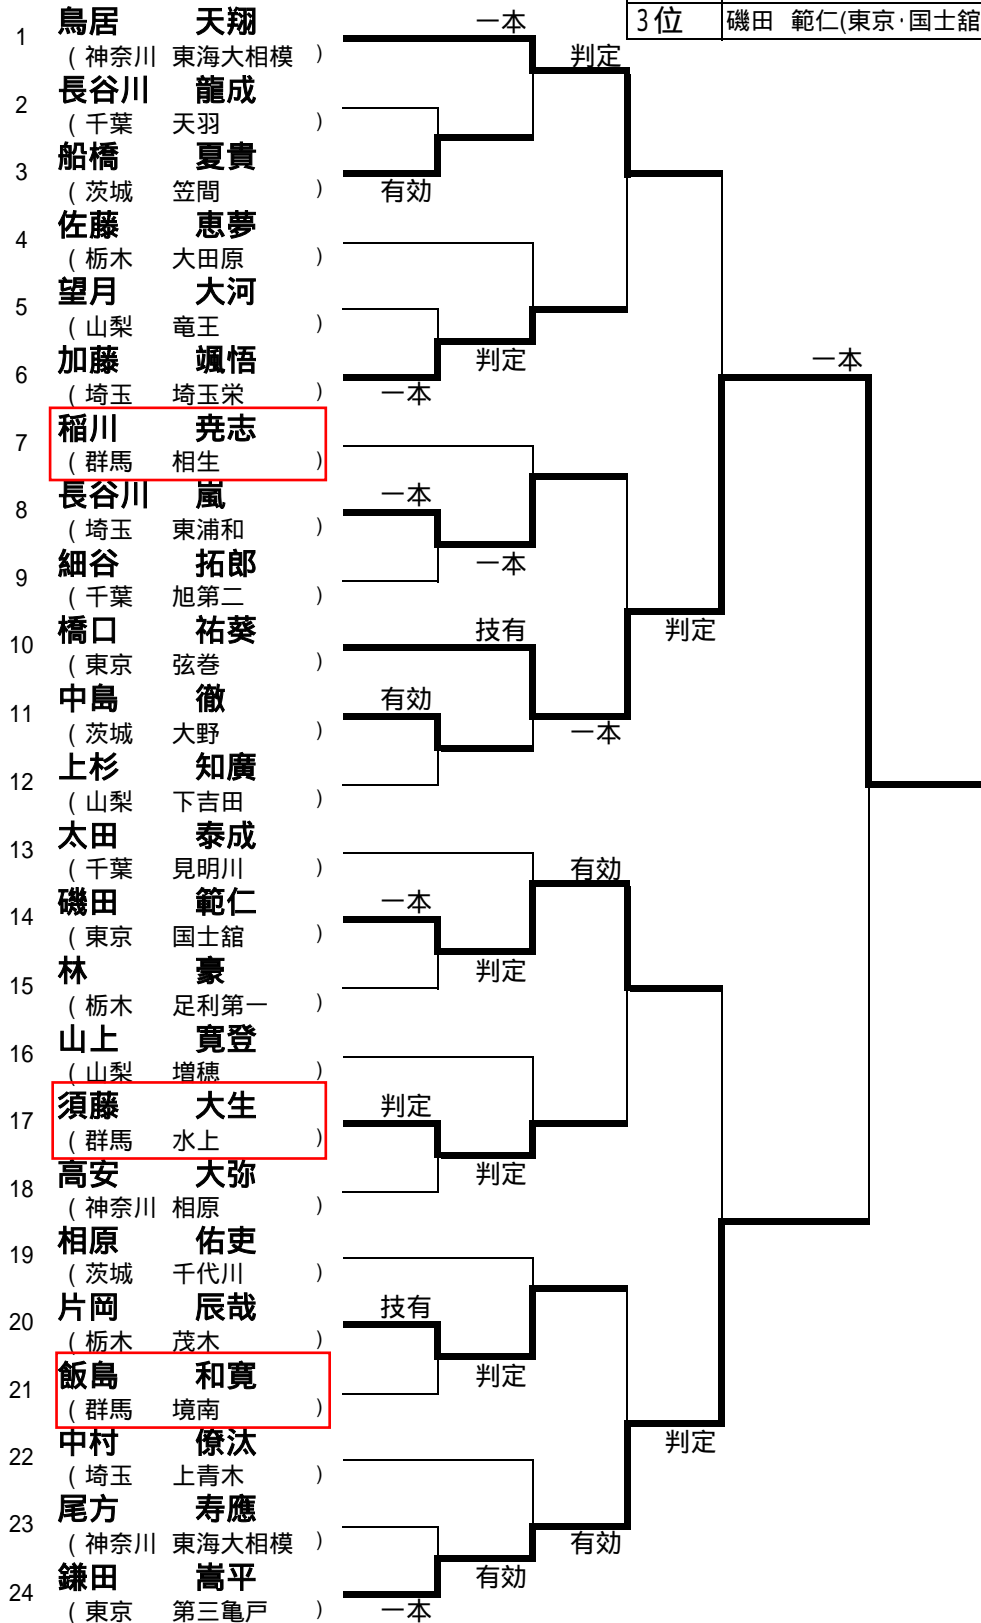 3位 磯田 範仁(東京·国士舘
1 鳥居 天翔 一本
(神奈川 東海大相模) 判定
2 長谷川 龍成
(千葉 天羽)
3 船橋 夏貴
(茨城 笠間) 有効
4 佐藤 恵夢
(栃木 大田原)
5 望月 大河
(山梨 竜王)
6 加藤 颯悟 判定 一本
(埼玉 埼玉栄) 一本
7 稲川 尭志
(群馬 相生)
8 長谷川 嵐 一本
(埼玉 東浦和)
9 細谷 拓郎 一本
(千葉 旭第二)
10 橋口 祐葵 技有 判定
(東京 弦巻)
11 中島 徹 有効
(茨城 大野) 一本
12 上杉 知廣
(山梨 下吉田)
13 太田 泰成
(千葉 見明川) 有効
14 磯田 範仁 一本
(東京 国士舘)
15 林 豪 判定
(栃木 足利第一)
16 山上 寛登
(山梨 増穂)
17 須藤 大生 判定
(群馬 水上)
18 高安 大弥 判定
(神奈川 相原)
19 相原 佑吏
(茨城 千代川)
20 片岡 辰哉 技有
(栃木 茂木)
21 飯島 和寛 判定
(群馬 境南)
22 中村 僚汰 判定
(埼玉 上青木)
23 尾方 寿應
(神奈川 東海大相模) 有効
24 鎌田 嵩平 有効
(東京 第三亀戸) 一本